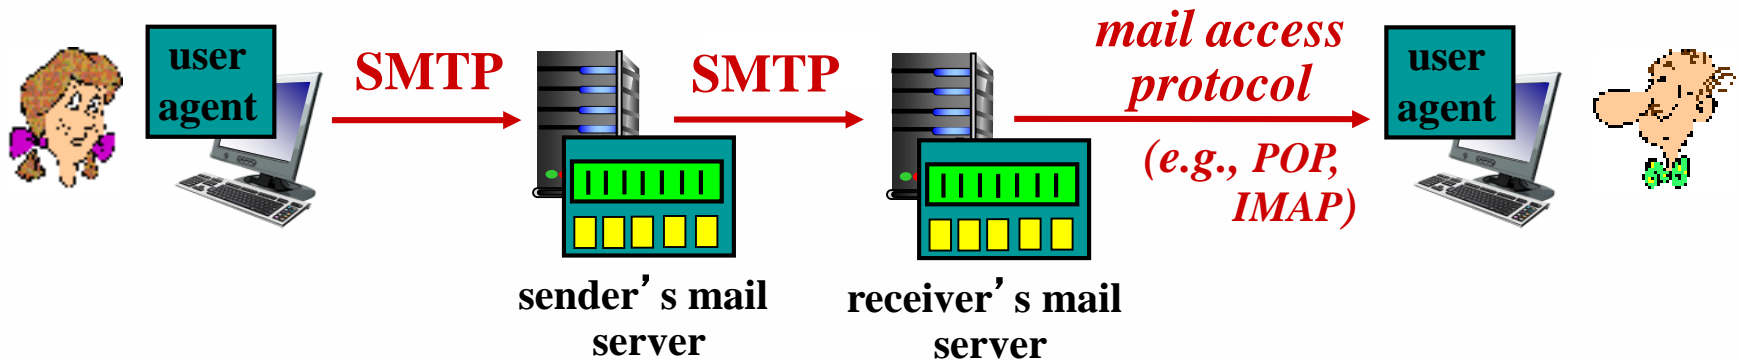 user
agent
SMTP
SMTP
mail access
protocol
(e.g., POP,
IMAP)
user
agent
sender’s mail
server
receiver’s mail
server